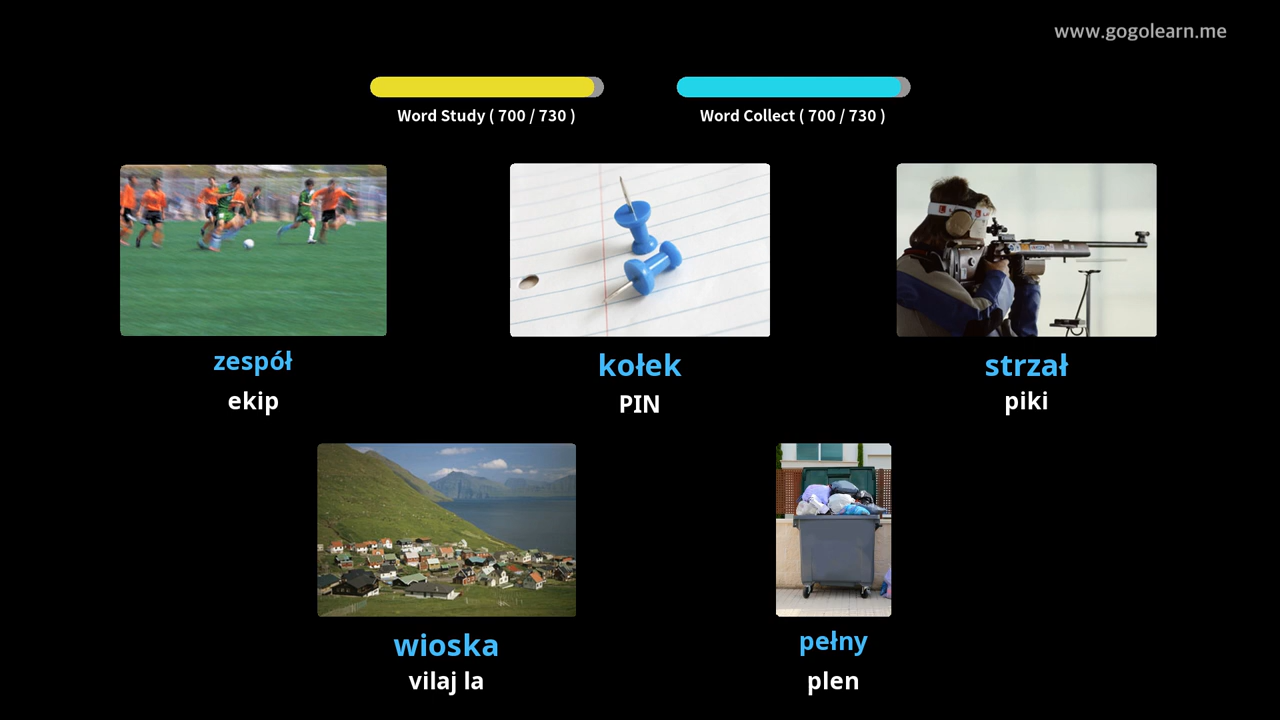 www.gogolearn.me
Word Study ( 700 / 730 )
Word Collect ( 700 / 730 )
zespół
ekip
kołek
PIN
strzał
piki
wioska
vilaj la
pełny
plen